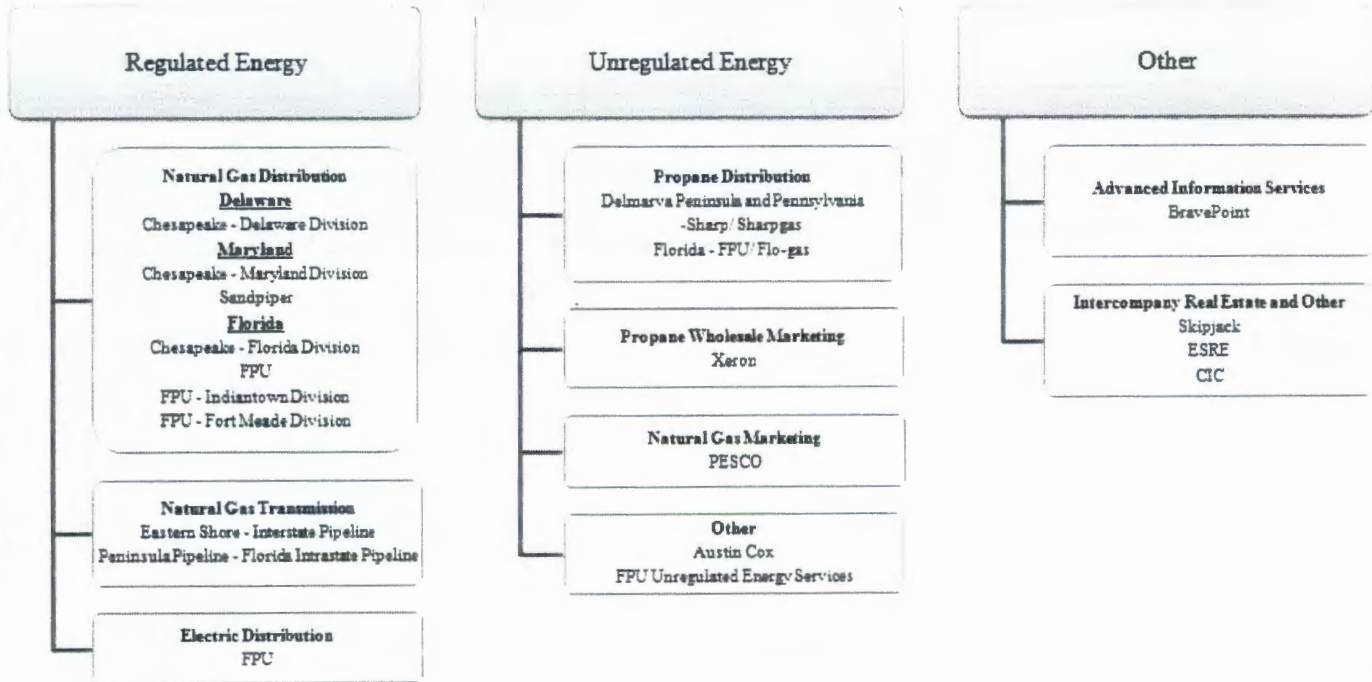 Regulated Energy
Natural Gas Distribution
Delaware
Chesapeake - Delaware Division
Maryland
Chesapeake - Maryland Division
Sandpiper
Florida
Chesapeake - Florida Division
FPU
FPU - Indiantown Division
FPU - Fort Meade Division
Natural Gas Transmission
Eastern Shore - Interstate Pipeline
Peninsula Pipeline - Florida Intrastate Pipeline
Electric Distribution
FPU
Unregulated Energy
Propane Distribution
Delmarva Peninsula and Pennsylvania
-Sharp/ Sharpgas
Florida - FPU/ Flo-gas
Propane Wholesale Marketing
Xeron
Natural Gas Marketing
PESCO
Other
Austin Cox
FPU Unregulated Energy Services
Other
Advanced Information Services
BravePoint
Intercompany Real Estate and Other
Skipjack
ESRE
CIC